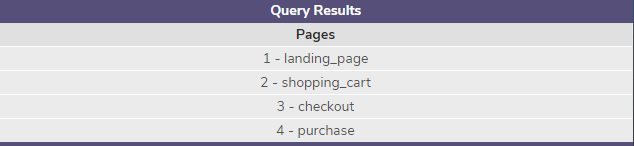 Query Results
Pages
1 - landing_page
2 - shopping_cart
3 - checkout
4 - purchase